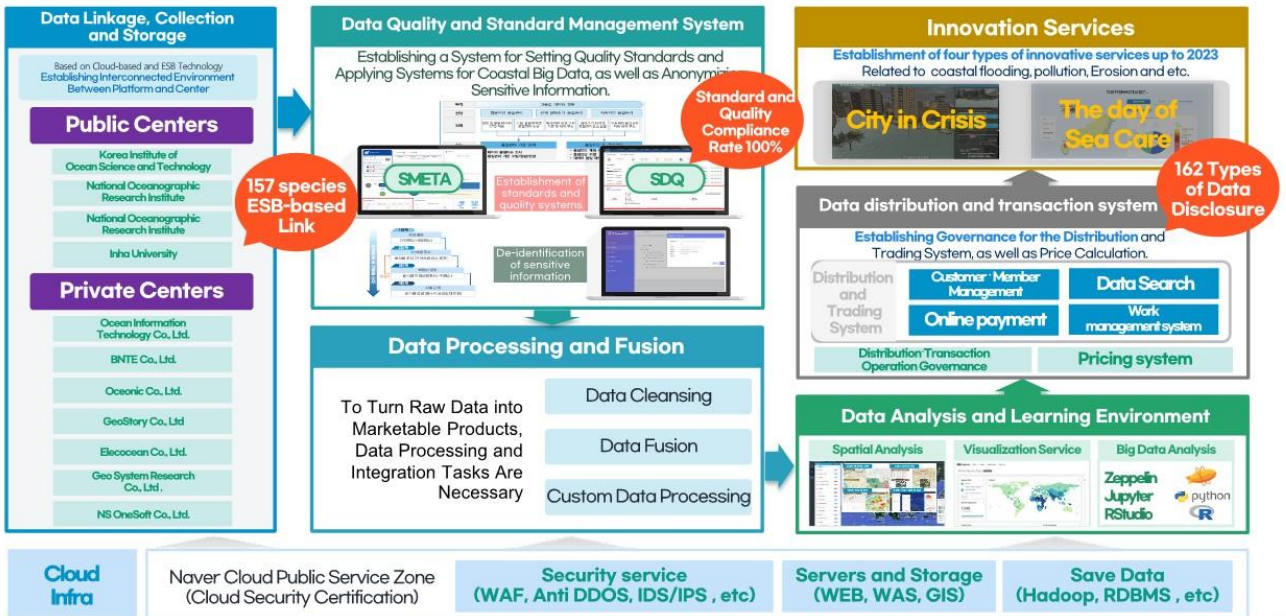 Data Linkage, Collection
and Storage
Based on Cloud-based and ESB Technology
Establishing Interconnected Environment
Between Platform and Center
Public Centers
Korea Institute of
Ocean Science and Technology
National Oceanographic
Research Institute
National Oceanographic
Research Institute
Inha University
Private Centers
Ocean Information
Technology Co., Ltd.
BNTE Co., Ltd.
Oceonic Co., Ltd.
GeoStory Co., Ltd
Elecocean Co., Ltd.
Geo System Research
Co., Ltd .
NS OneSoft Co., Ltd.
157 species
ESB-based
Link
Data Quality and Standard Management System
Establishing a System for Setting Quality Standards and
Applying Systems for Coastal Big Data, as well as Anonymizing
Sensitive Information.
Standard and
Quality
Compliance
Rate 100%
SMETA
Establishment of
standards and
quality systems
SDQ
De-identification
of sensitive
information
Data Processing and Fusion
To Turn Raw Data into
Marketable Products,
Data Processing and
Integration Tasks Are
Necessary
Data Cleansing
Data Fusion
Custom Data Processing
Innovation Services
Establishment of four types of innovative services up to 2023
Related to coastal flooding, pollution, Erosion and etc.
City in Crisis
The day of
Sea Care
162 Types
of Data
Disclosure
Data distribution and transaction system
Establishing Governance for the Distribution and
Trading System, as well as Price Calculation.
Distribution
and
Trading
System
Customer·Member
Management
Data Search
Online payment
Work
management system
Distribution·Transaction
Operation Governance
Pricing system
Data Analysis and Learning Environment
Spatial Analysis
Visualization Service
Big Data Analysis
Zeppelin
Jupyter
RStudio
python
R
Cloud
Infra
Naver Cloud Public Service Zone
(Cloud Security Certification)
Security service
(WAF, Anti DDOS, IDS/IPS , etc)
Servers and Storage
(WEB, WAS, GIS)
Save Data
(Hadoop, RDBMS , etc)